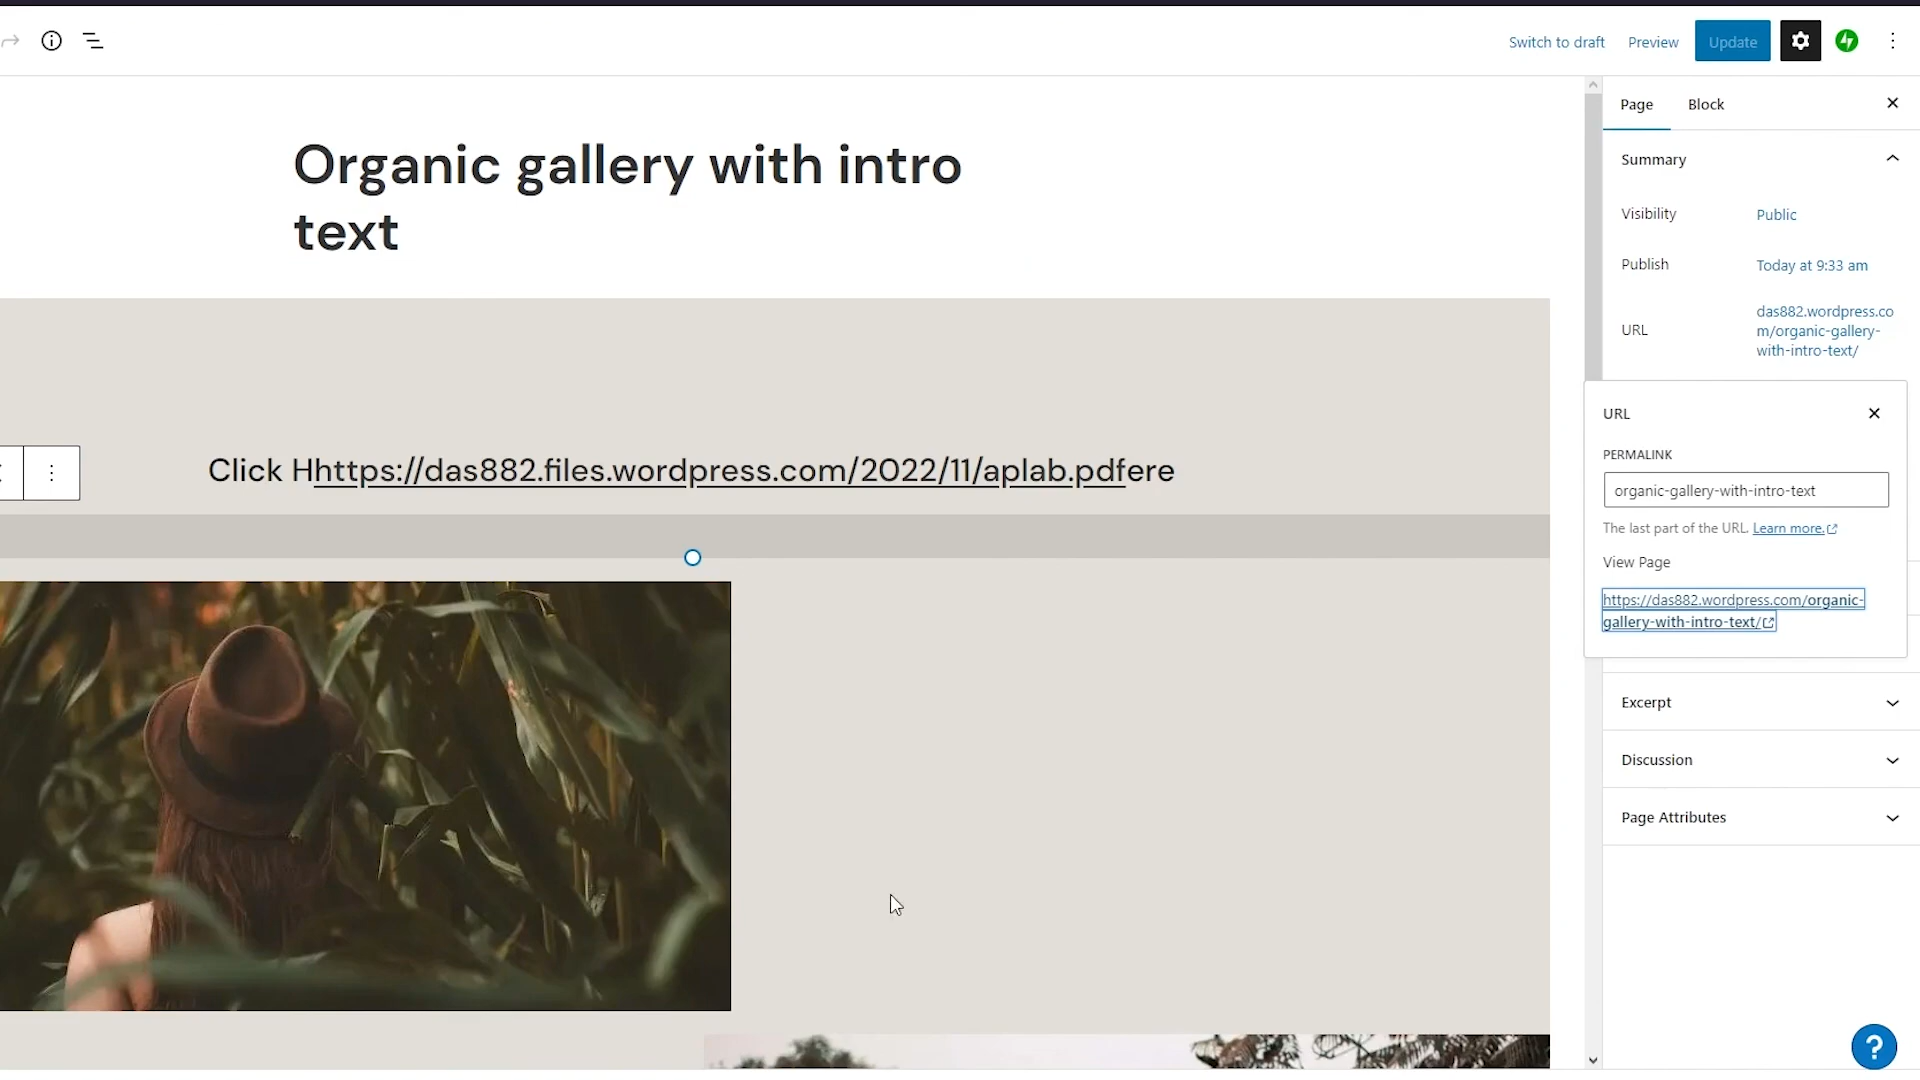 Switch to draft
Preview
Update
Page
Block
Summary
Visibility
Public
Publish
Today at 9:33 am
URL
das882.wordpress.co
m/organic-gallery-
with-intro-text/
Organic gallery with intro
text
Click Hhttps://das882.files.wordpress.com/2022/11/aplab.pdfere
URL
PERMALINK
organic-gallery-with-intro-text
The last part of the URL. Learn more.
View Page
https://das882.wordpress.com/organic-
gallery-with-intro-text/
Excerpt
Discussion
Page Attributes
?